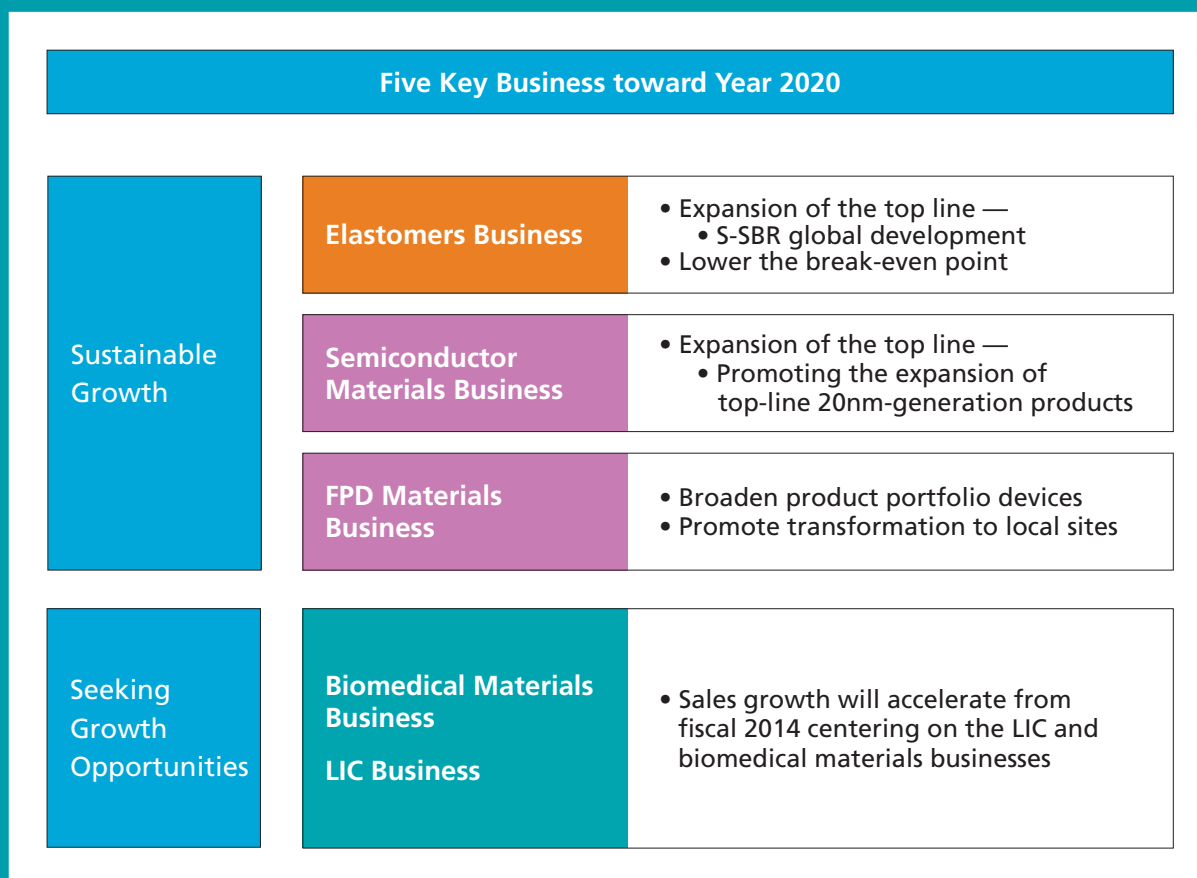 Five Key Business toward Year 2020
Sustainable
Growth
Elastomers Business
• Expansion of the top line —
• S-SBR global development
• Lower the break-even point
Semiconductor
Materials Business
• Expansion of the top line —
• Promoting the expansion of
top-line 20nm-generation products
FPD Materials
Business
• Broaden product portfolio devices
• Promote transformation to local sites
Seeking
Growth
Opportunities
Biomedical Materials
Business
LIC Business
• Sales growth will accelerate from
fiscal 2014 centering on the LIC and
biomedical materials businesses